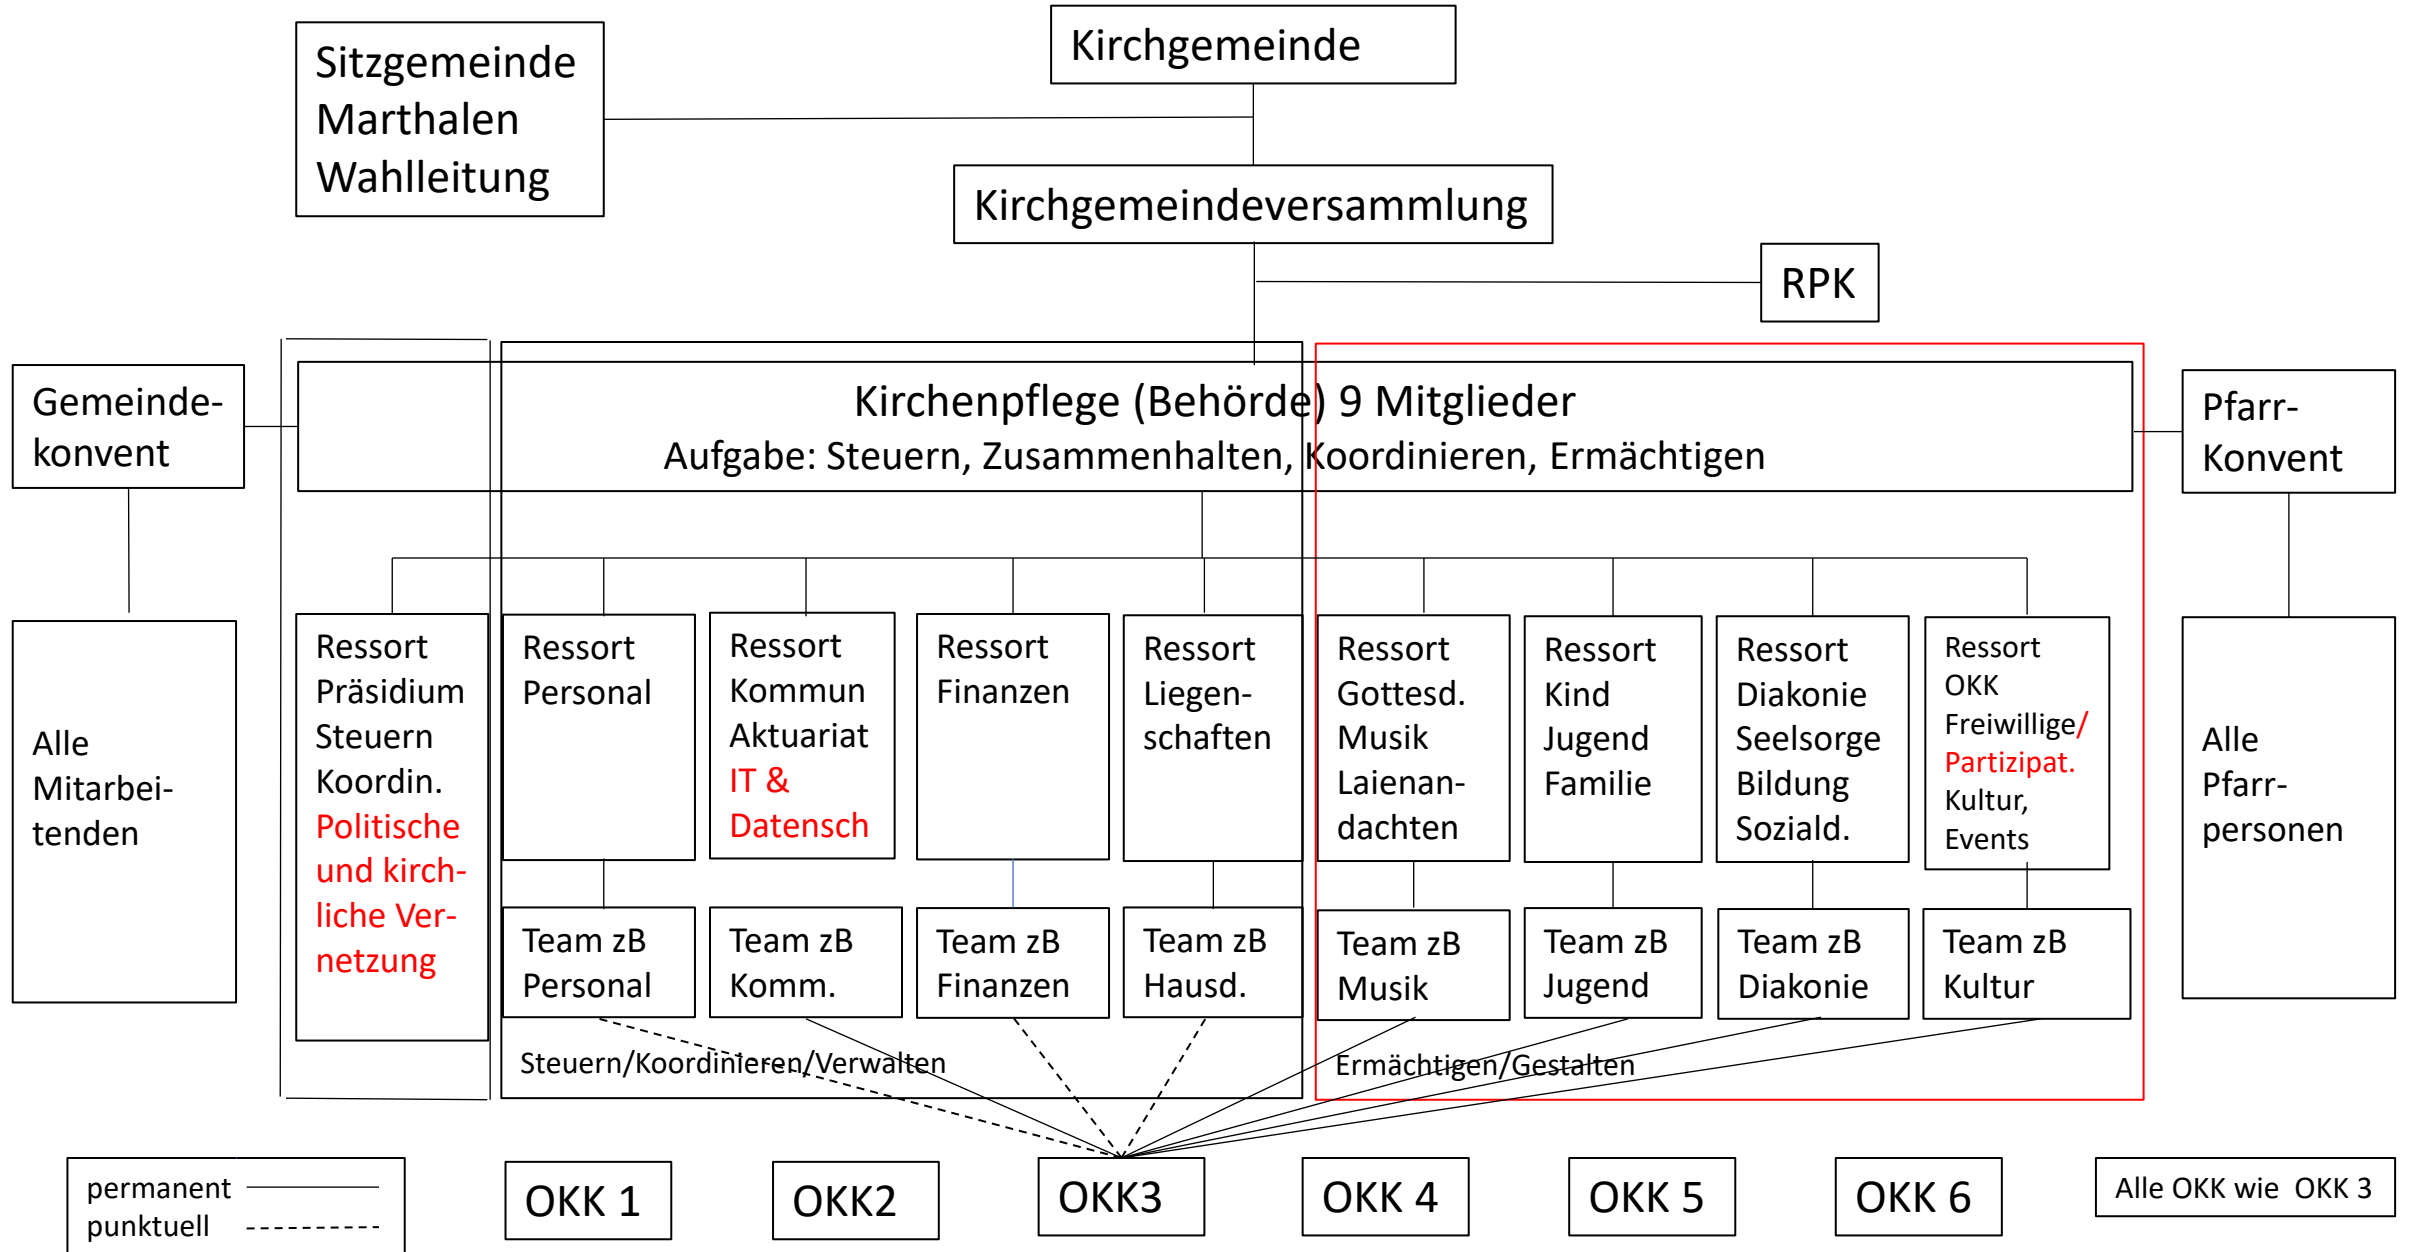 Kirchgemeinde
Sitzgemeinde
Marthalen
Wahlleitung
Kirchgemeindeversammlung
RPK
Gemeinde-
konvent
Kirchenpflege (Behörde) 9 Mitglieder
Aufgabe: Steuern, Zusammenhalten, Koordinieren, Ermächtigen
Pfarr-
Konvent
Alle
Mitarbei-
tenden
Ressort
Präsidium
Steuern
Koordin.
Politische
und kirch-
liche Ver-
netzung
Ressort
Personal
Ressort
Kommun
Aktuariat
IT &
Datensch
Ressort
Finanzen
Ressort
Liegen-
schaften
Ressort
Gottesd.
Musik
Laienan-
dachten
Ressort
Kind
Jugend
Familie
Ressort
Diakonie
Seelsorge
Bildung
Soziald.
Ressort
OKK
Freiwillige/
Partizipat.
Kultur,
Events
Alle
Pfarr-
personen
Team zB
Personal
Team zB
Komm.
Team zB
Finanzen
Team zB
Hausd.
Team zB
Musik
Team zB
Jugend
Team zB
Diakonie
Team zB
Kultur
Steuern/Koordinieren/Verwalten
Ermächtigen/Gestalten
permanent
punktuell
OKK 1
OKK2
OKK3
OKK 4
OKK 5
OKK 6
Alle OKK wie  OKK 3